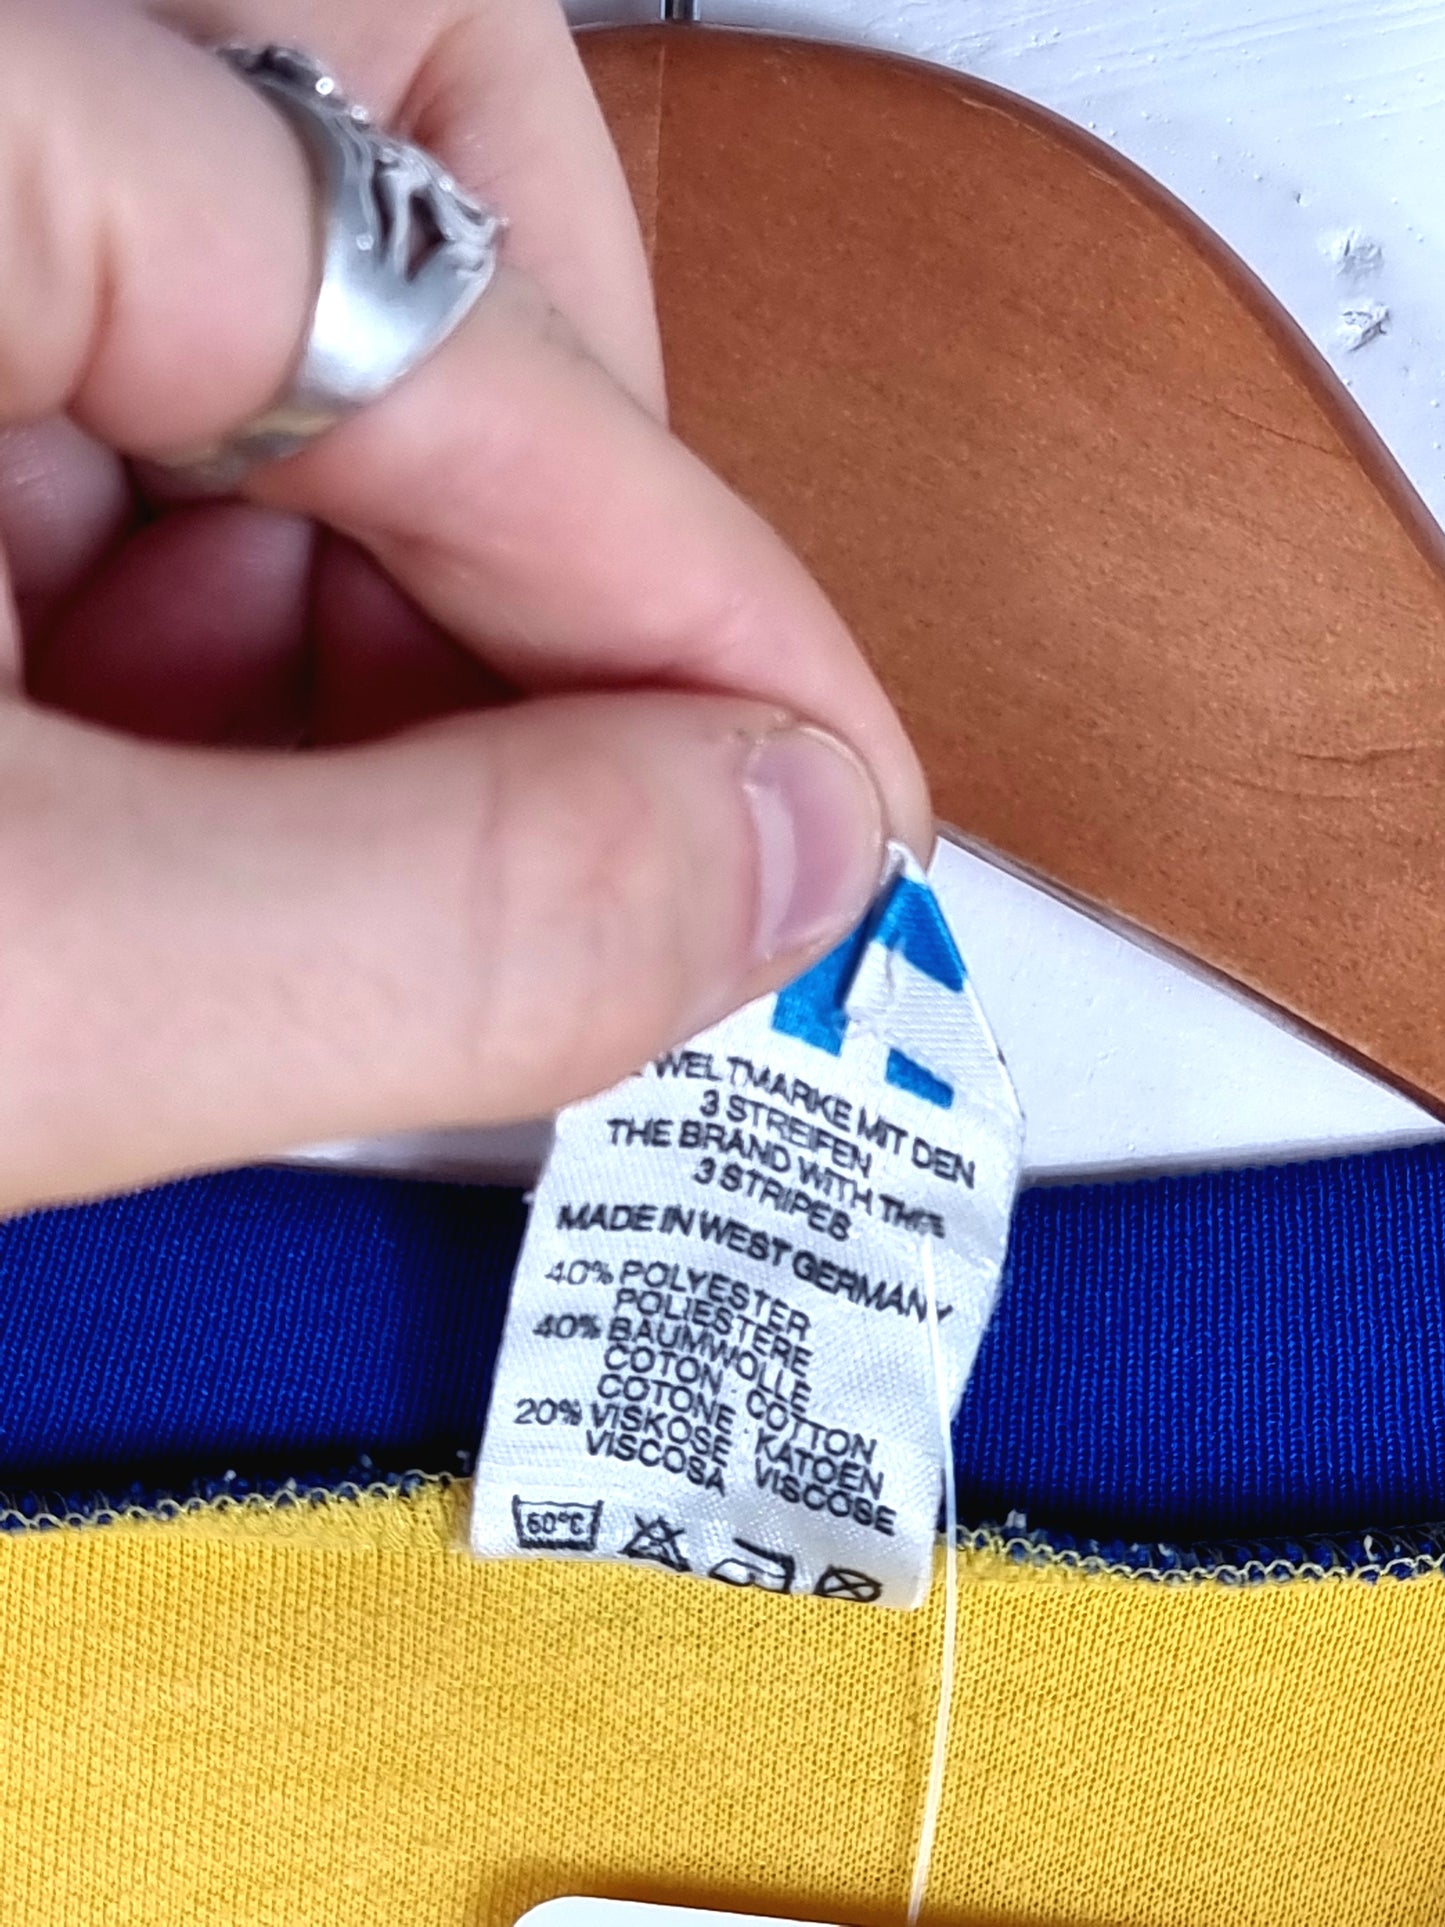 WELTMARKE MIT DEN
3 STREIFEN
THE BRAND WITH THE
3 STRIPES
MADE IN WEST GERMANY
40% POLYESTER
POLIESTERE
40% BAUMWOLLE
COTON · COTTON
COTONE · KATOEN
20% VISKOSE · VISCOSE
VISCOSA
60°C